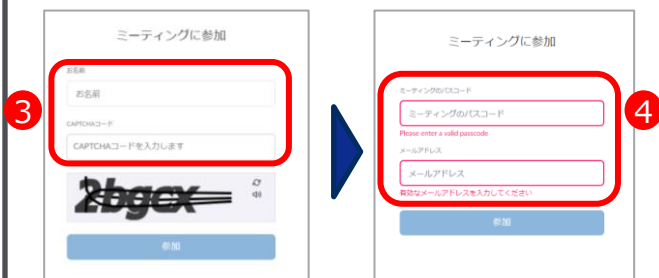 ミーティングに参加
お名前
お名前
CAPTCHAコード
CAPTCHAコードを入力します
2bgcx
参加
3
ミーティングに参加
ミーティングのパスコード
ミーティングのパスコード
Please enter a valid passcode
メールアドレス
メールアドレス
有効なメールアドレスを入力してください
参加
4